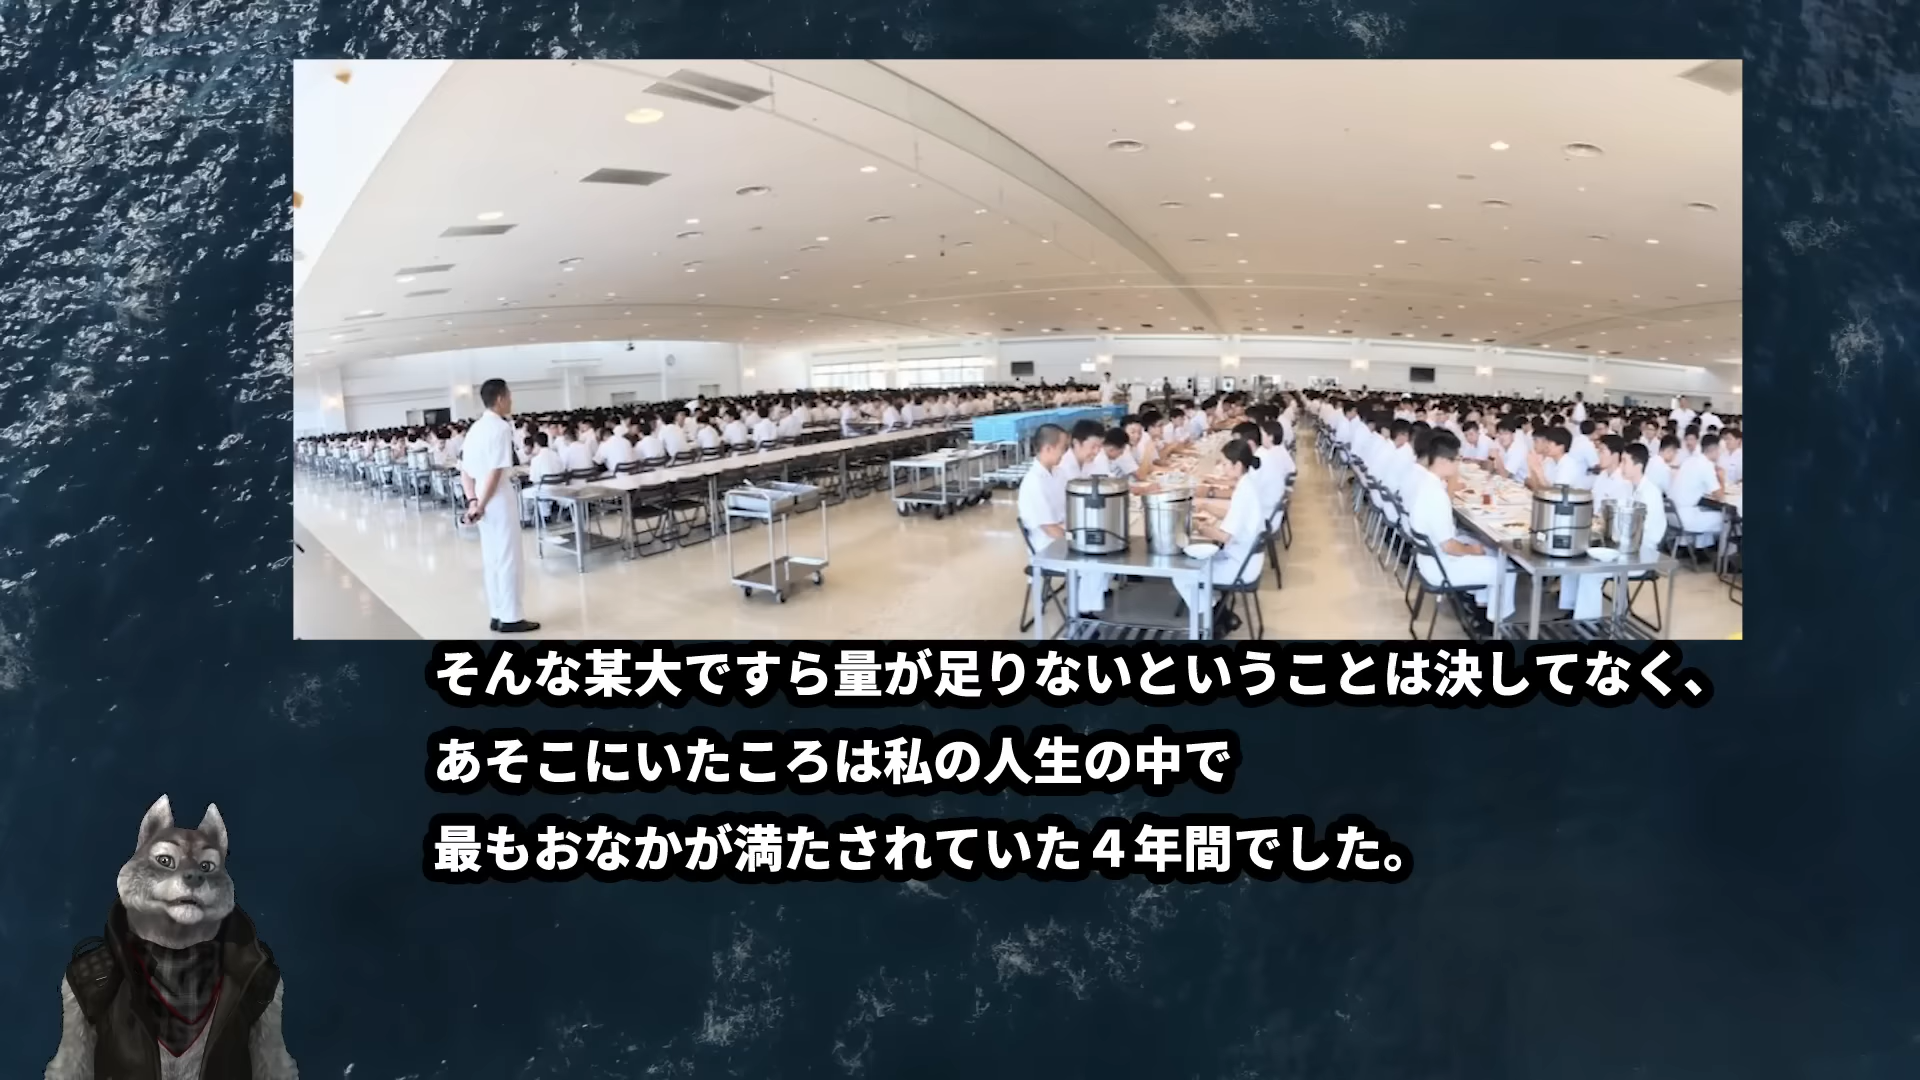 そんな某大ですら量が足りないということは決してなく、
あそこにいたころは私の人生の中で
最もおなかが満たされていた４年間でした。